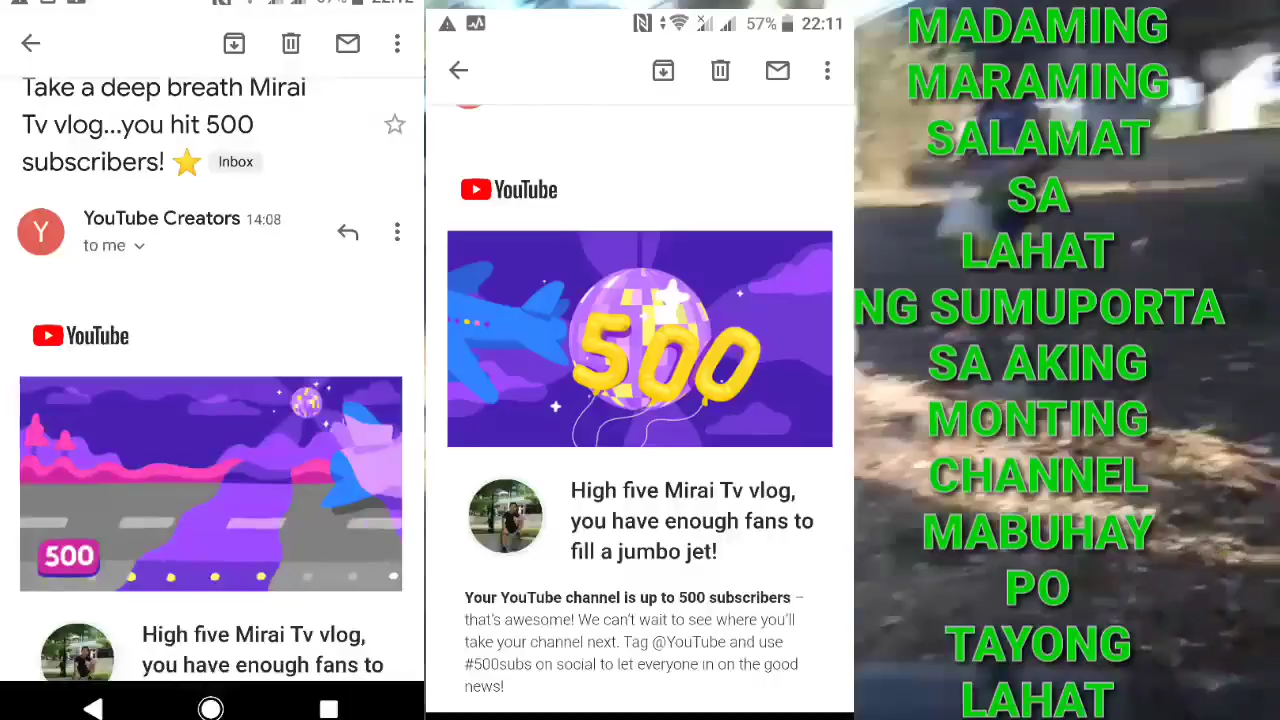 22:12
Take a deep breath Mirai
Tv vlog...you hit 500
subscribers! ⭐ Inbox
Y
YouTube Creators 14:08
to me
YouTube
500
High five Mirai Tv vlog,
you have enough fans to
57% 22:11
YouTube
500
High five Mirai Tv vlog,
you have enough fans to
fill a jumbo jet!
Your YouTube channel is up to 500 subscribers –
that's awesome! We can't wait to see where you'll
take your channel next. Tag @YouTube and use
#500subs on social to let everyone in on the good
news!
MADAMING
MARAMING
SALAMAT
SA
LAHAT
NG SUMUPORTA
SA AKING
MONTING
CHANNEL
MABUHAY
PO
TAYONG
LAHAT